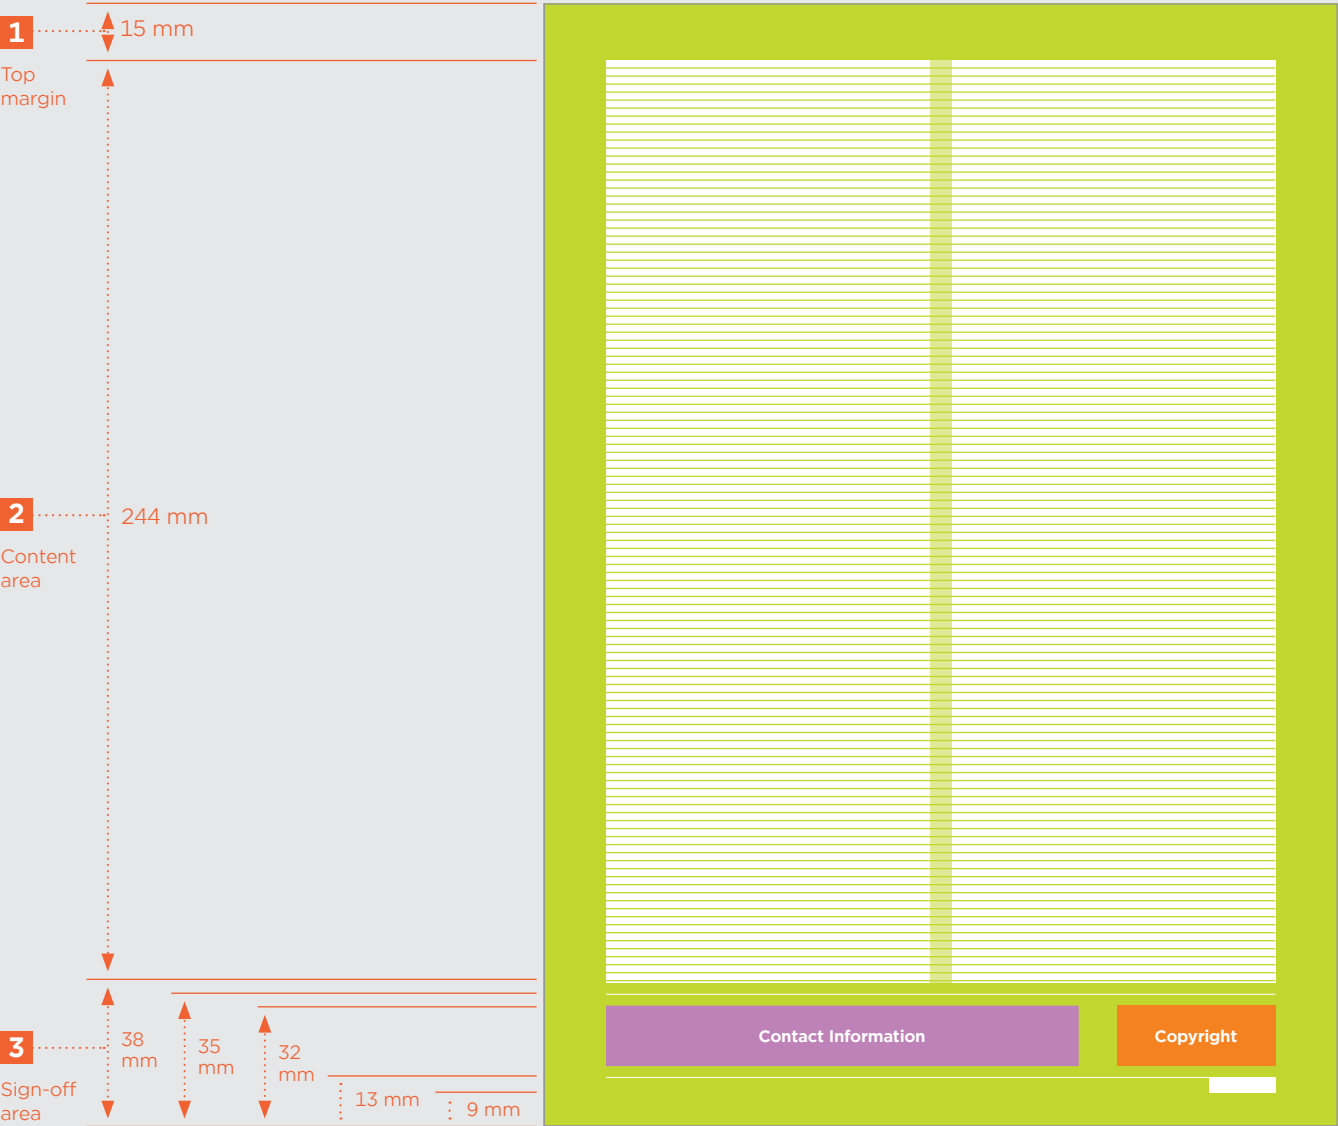 1
15 mm
Top
margin
2
244 mm
Content
area
3
38
mm
35
mm
32
mm
13 mm
9 mm
Sign-off
area
Contact Information
Copyright